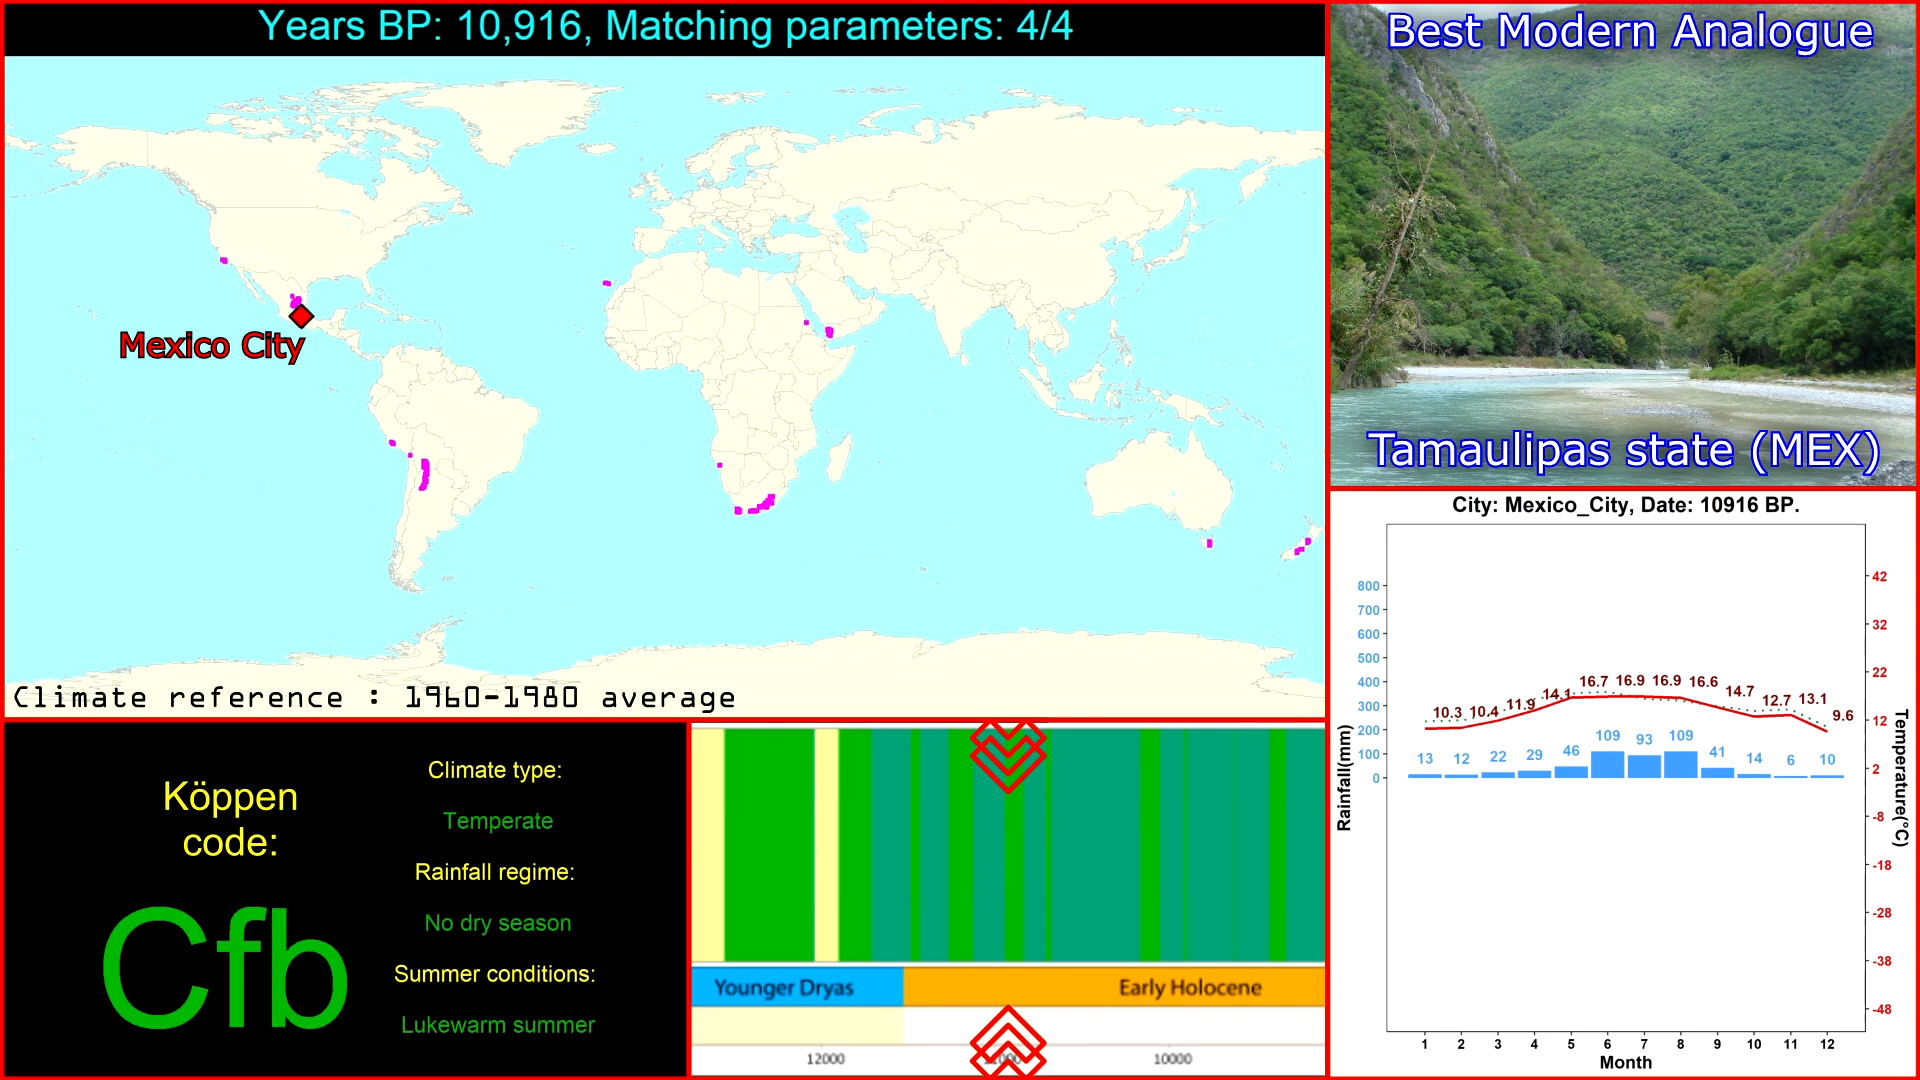 Years BP: 10,916, Matching parameters: 4/4
Mexico City
Climate reference : 1960-1980 average
Best Modern Analogue
Tamaulipas state (MEX)
City: Mexico_City, Date: 10916 BP.
Rainfall(mm)
800
700
600
500
400
300
200
100
0
10.3 10.4 11.9 14.1 16.7 16.9 16.9 16.6 14.7 12.7 13.1 9.6
13 12 22 29 46 109 93 109 41 14 6 10
42
32
22
12
2
-8
-18
-28
-38
-48
Temperature(°C)
1 2 3 4 5 6 7 8 9 10 11 12
Month
Köppen
code:
Cfb
Climate type:
Temperate
Rainfall regime:
No dry season
Summer conditions:
Lukewarm summer
Younger Dryas
Early Holocene
12000 10000